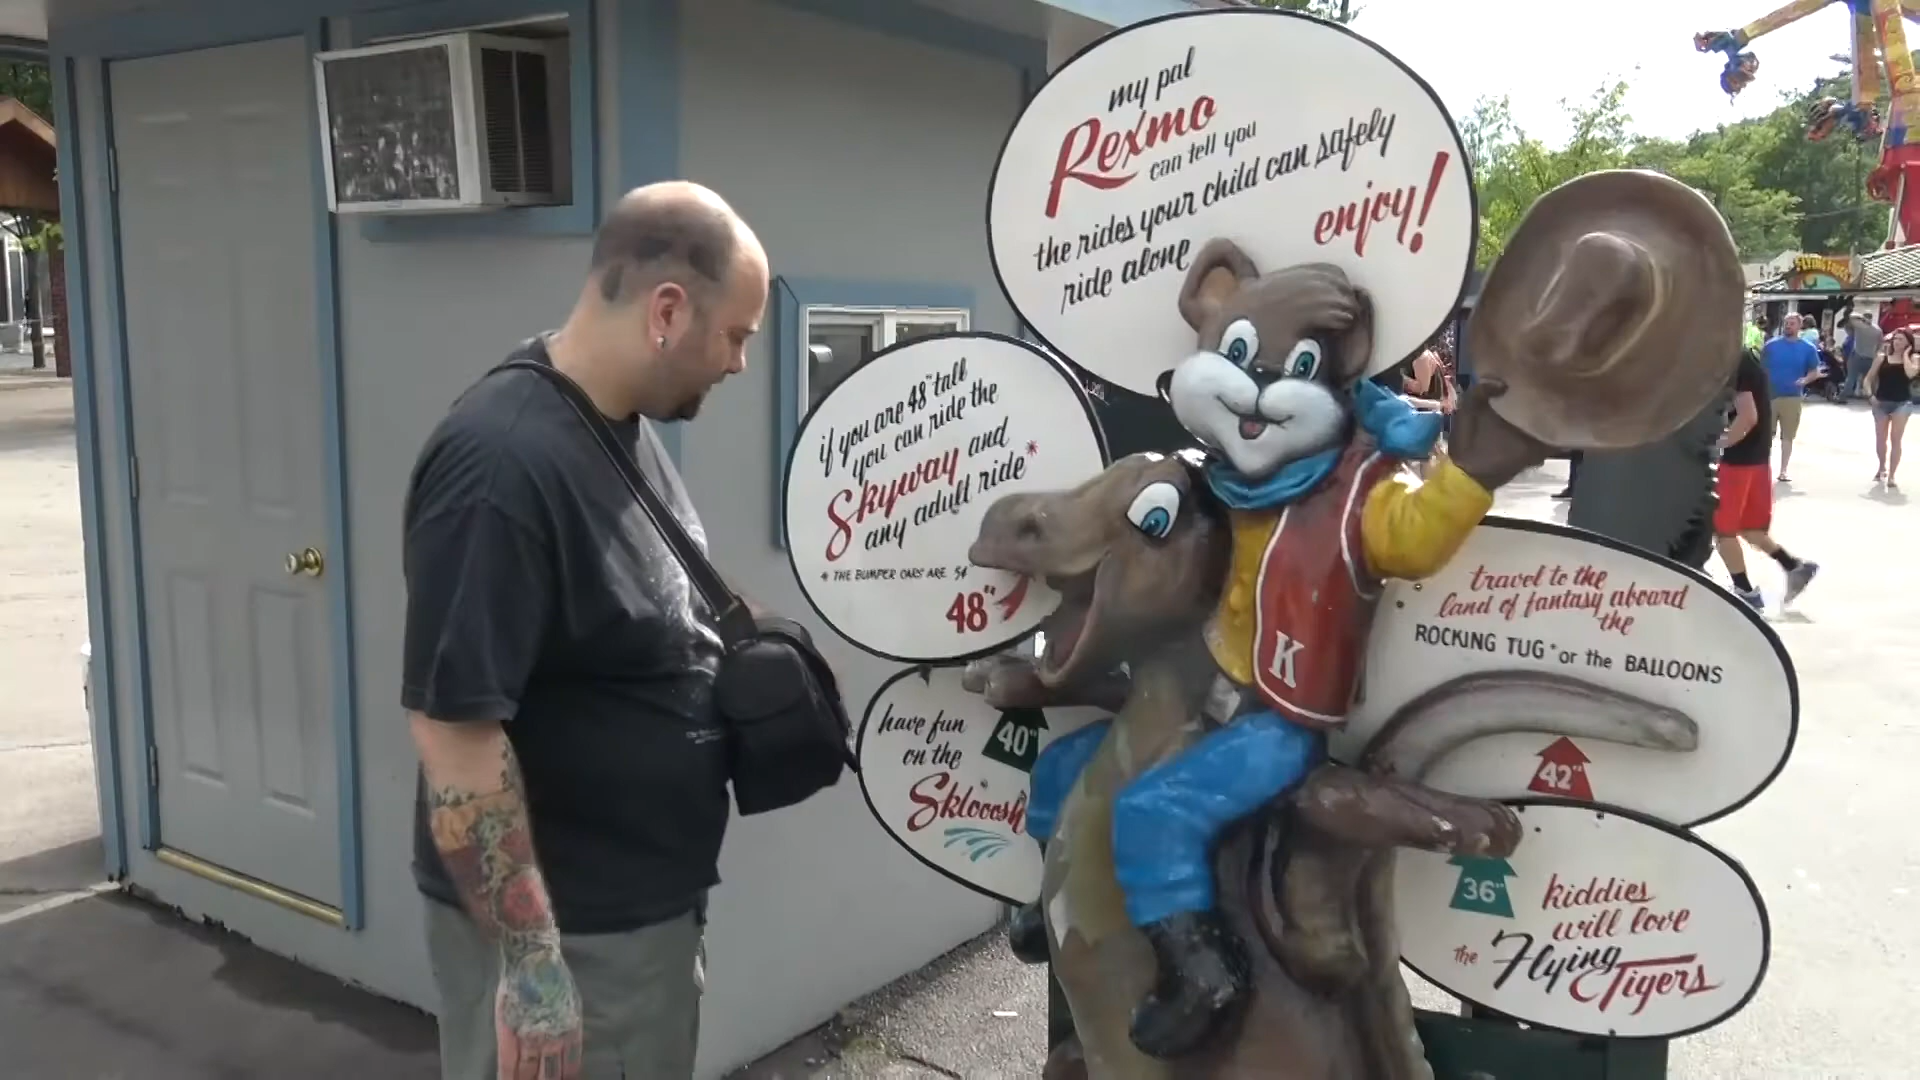 my pal
Rexmo
can tell you
the rides your child can safely
ride alone
enjoy!
if you are 48" tall
you can ride the
Skyway and
any adult ride*
* THE BUMPER CARS ARE 54"
48"
have fun
on the
Sklooosh
40"
travel to the
land of fantasy aboard
the
ROCKING TUG * or the BALLOONS
42"
36"
kiddies
will love
the Flying
Tigers
K